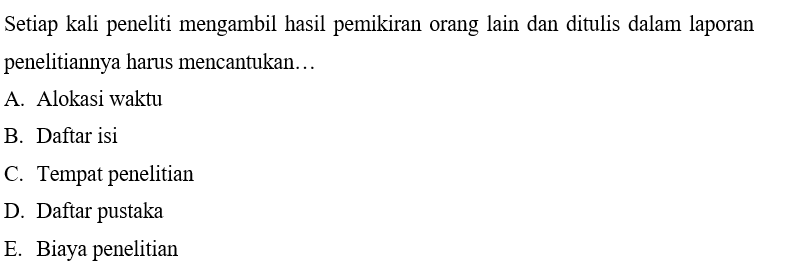 Setiap kali peneliti mengambil hasil pemikiran orang lain dan ditulis dalam laporan
penelitiannya harus mencantukan…
A. Alokasi waktu
B. Daftar isi
C. Tempat penelitian
D. Daftar pustaka
E. Biaya penelitian